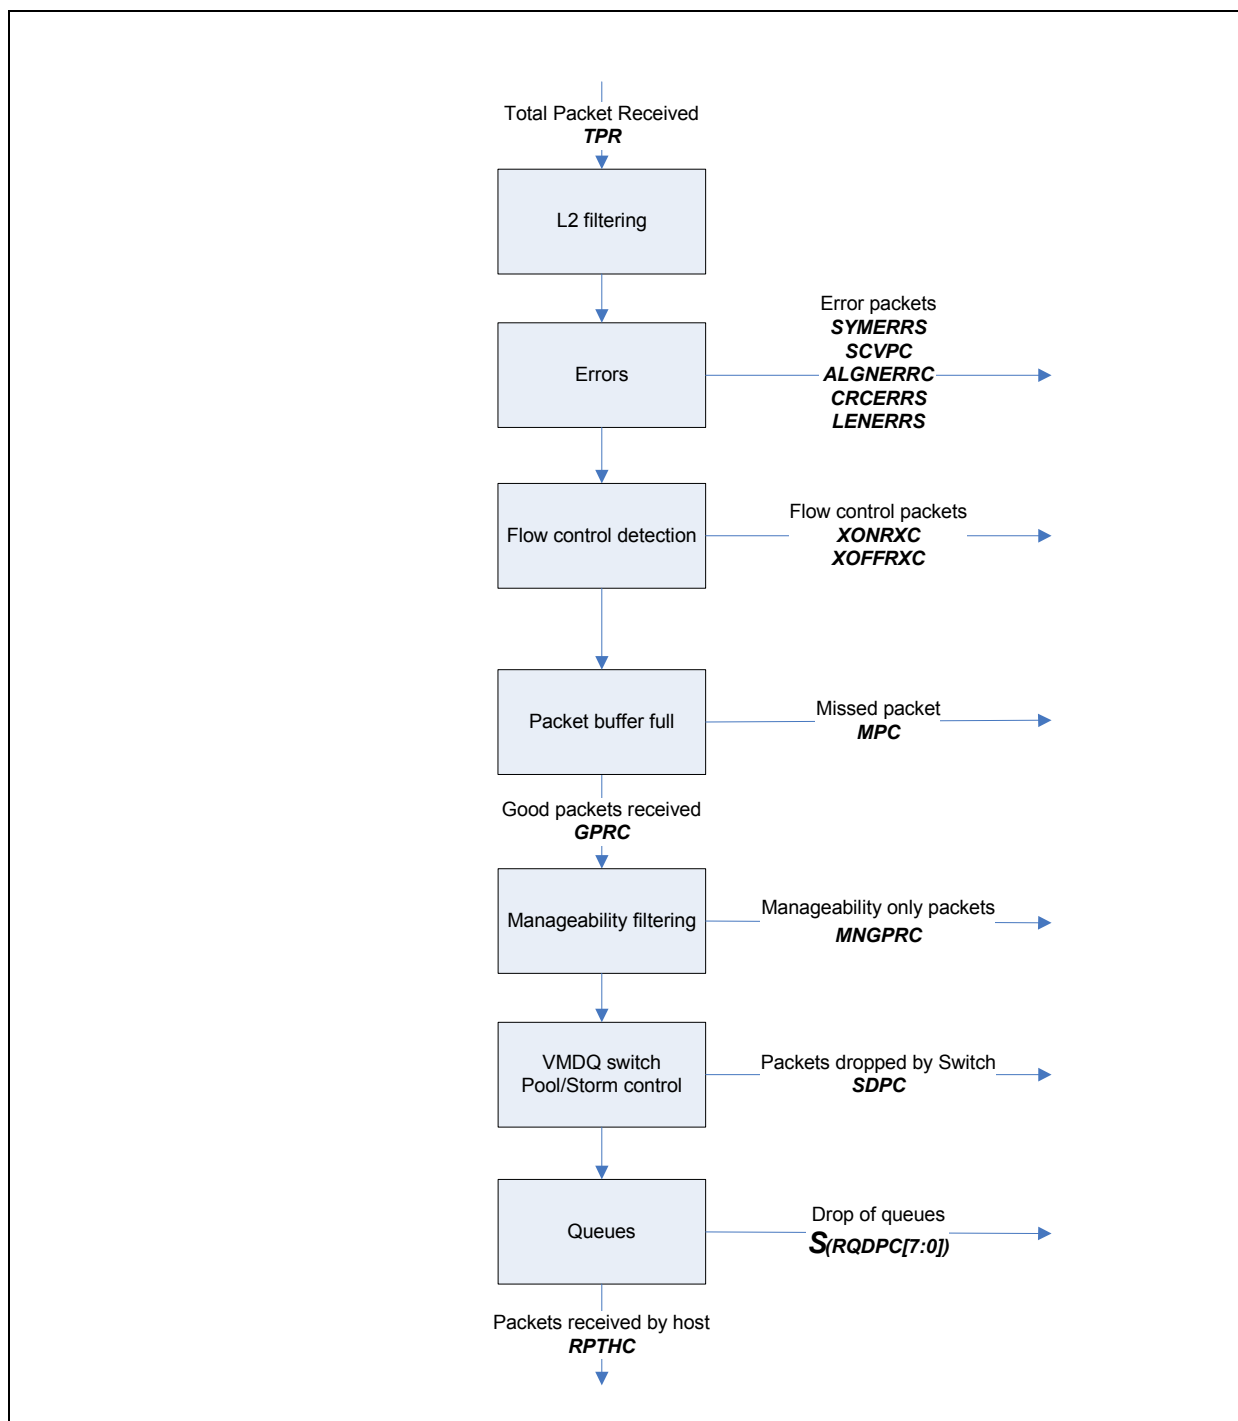 Total Packet Received
TPR
L2 filtering
Errors
Error packets
SYMERRS
SCVPC
ALGNERRC
CRCERRS
LENERRS
Flow control detection
Flow control packets
XONRXC
XOFFRXC
Packet buffer full
Missed packet
MPC
Good packets received
GPRC
Manageability filtering
Manageability only packets
MNGPRC
VMDQ switch
Pool/Storm control
Packets dropped by Switch
SDPC
Queues
Drop of queues
S(RQDPC[7:0])
Packets received by host
RPTHC